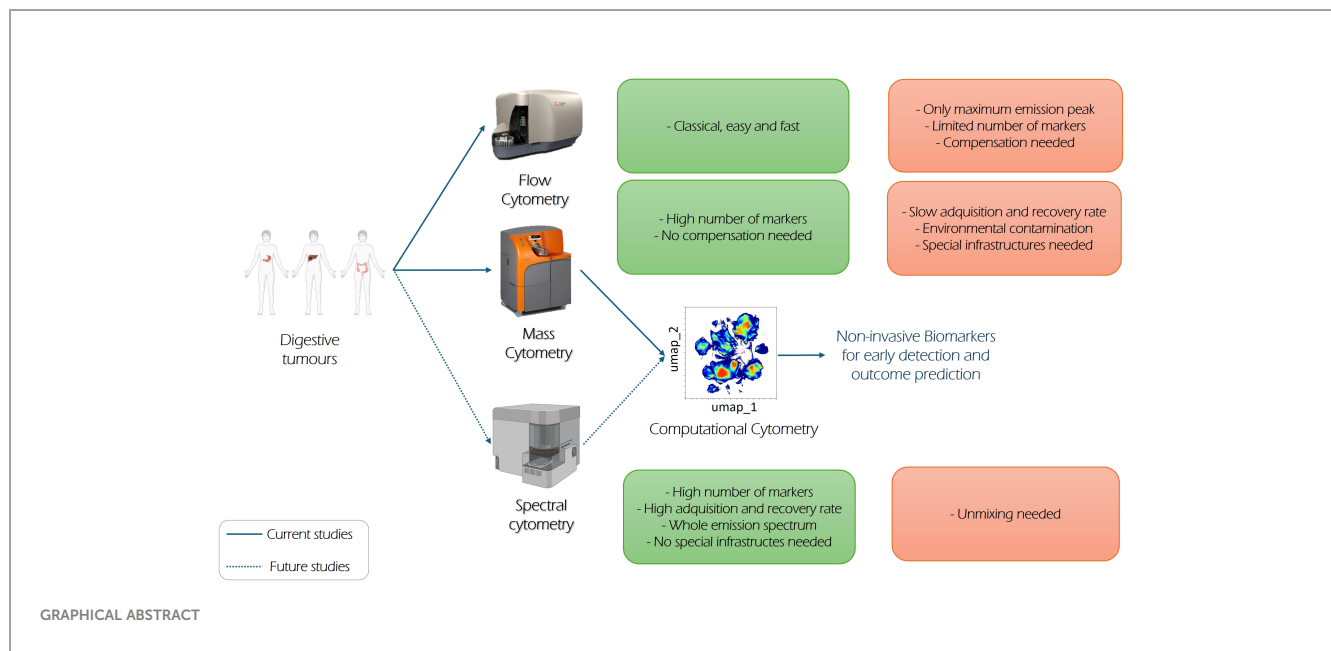 - Classical, easy and fast
- Only maximum emission peak
- Limited number of markers
- Compensation needed
Flow
Cytometry
- High number of markers
- No compensation needed
- Slow adquisition and recovery rate
- Environmental contamination
- Special infrastructures needed
Digestive
tumours
Mass
Cytometry
umap_2
umap_1
Computational Cytometry
Non-invasive Biomarkers
for early detection and
outcome prediction
Spectral
cytometry
- High number of markers
- High adquisition and recovery rate
- Whole emission spectrum
- No special infrastructes needed
- Unmixing needed
Current studies
Future studies
GRAPHICAL ABSTRACT